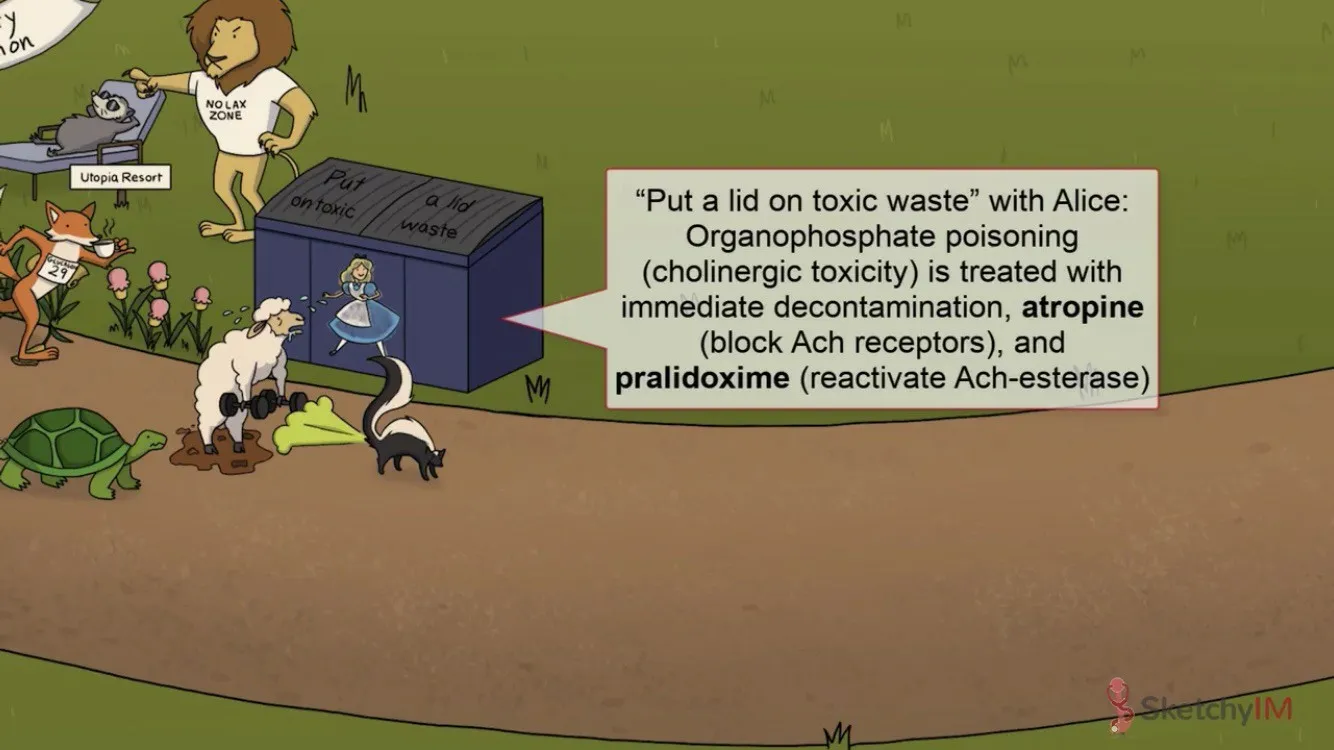 NO LAX
ZONE
Utopia Resort
Put
on toxic
a lid
waste
29
“Put a lid on toxic waste” with Alice:
Organophosphate poisoning
(cholinergic toxicity) is treated with
immediate decontamination, atropine
(block Ach receptors), and
pralidoxime (reactivate Ach-esterase)
SketchyIM